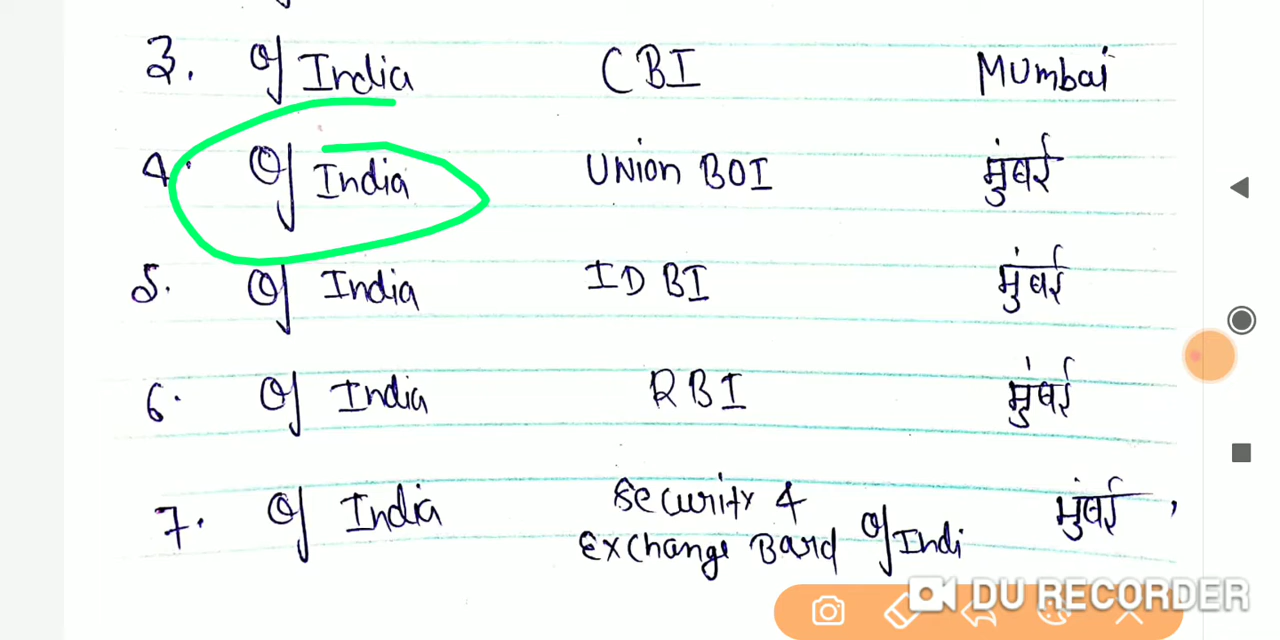 3. Of India CBI Mumbai
4. Of India Union BOI मुंबई
5. Of India IDBI मुंबई
6. Of India RBI मुंबई
7. Of India Security & मुंबई,
Exchange Bard Of Indi
DU RECORDER